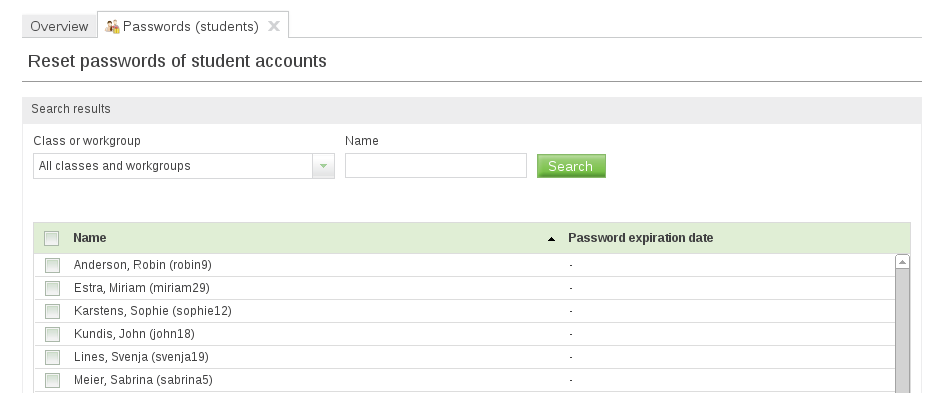 Overview Passwords (students)
Reset passwords of student accounts
Search results
Class or workgroup Name
All classes and workgroups Search
Name Password expiration date
Anderson, Robin (robin9) -
Estra, Miriam (miriam29) -
Karstens, Sophie (sophie12) -
Kundis, John (john18) -
Lines, Svenja (svenja19) -
Meier, Sabrina (sabrina5) -